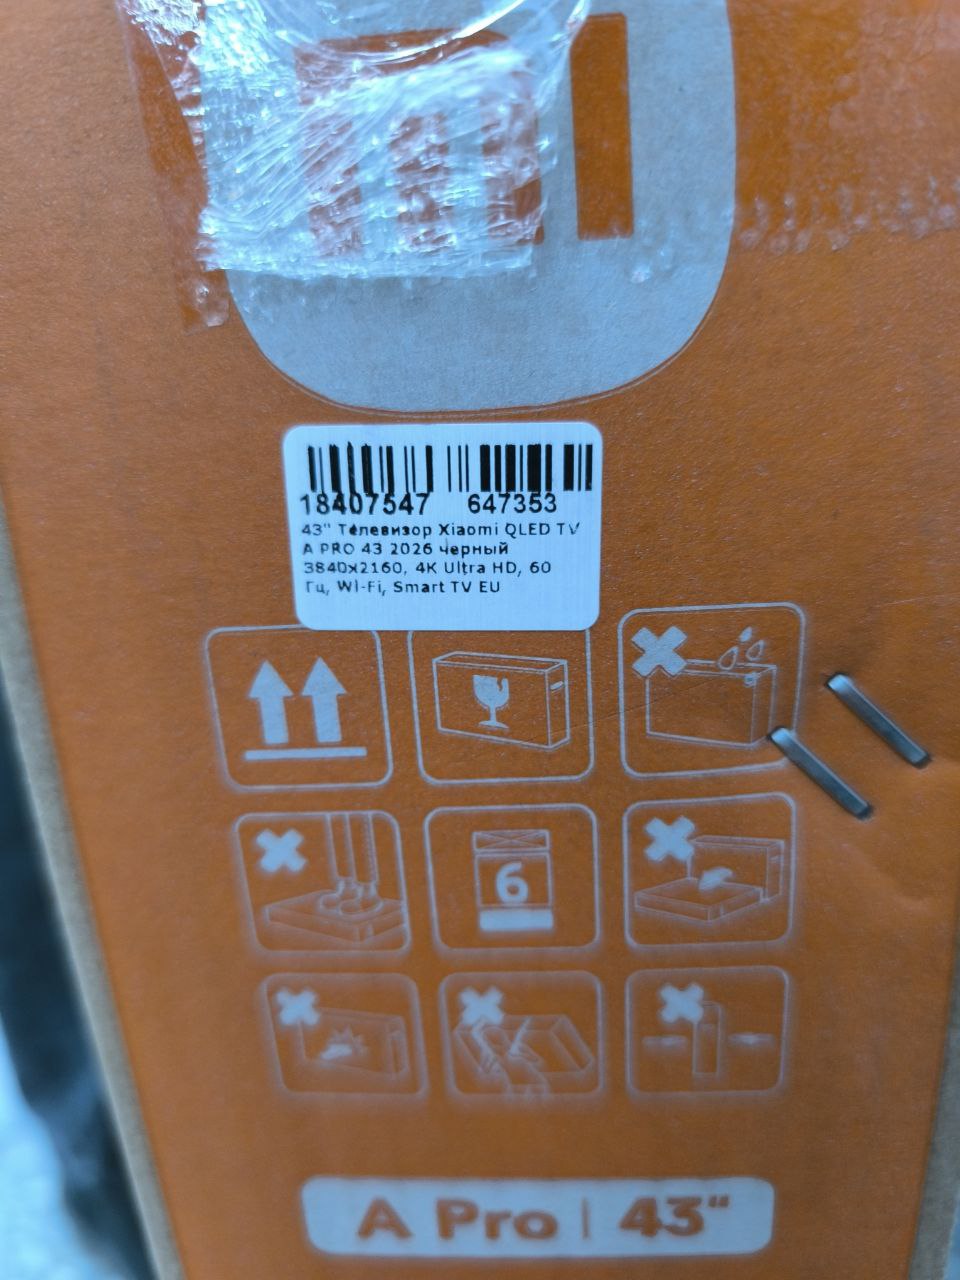 18407547 647353
43" Телевизор Xiaomi QLED TV
A PRO 43 2026 черный
3840x2160, 4K Ultra HD, 60
Гц, Wi-Fi, Smart TV EU
6
A Pro | 43"